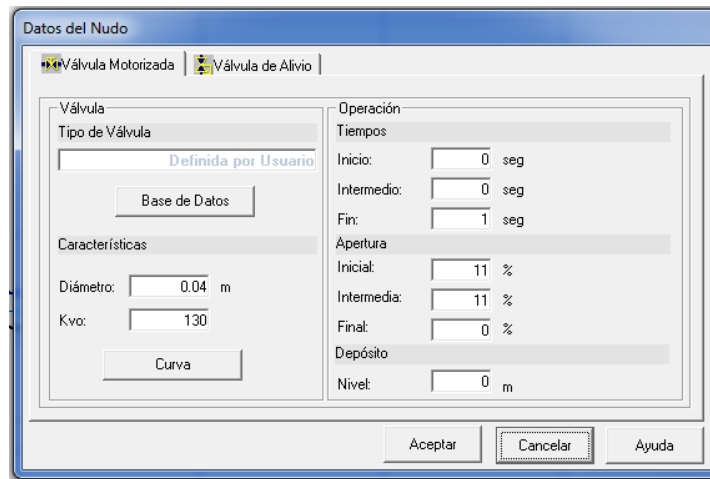 Datos del Nudo
Válvula Motorizada
Válvula de Alivio
Válvula
Tipo de Válvula
Definida por Usuario
Base de Datos
Características
Diámetro: 0.04 m
Kvo: 130
Curva
Operación
Tiempos
Inicio: 0 seg
Intermedio: 0 seg
Fin: 1 seg
Apertura
Inicial: 11 %
Intermedia: 11 %
Final: 0 %
Depósito
Nivel: 0 m
Aceptar
Cancelar
Ayuda